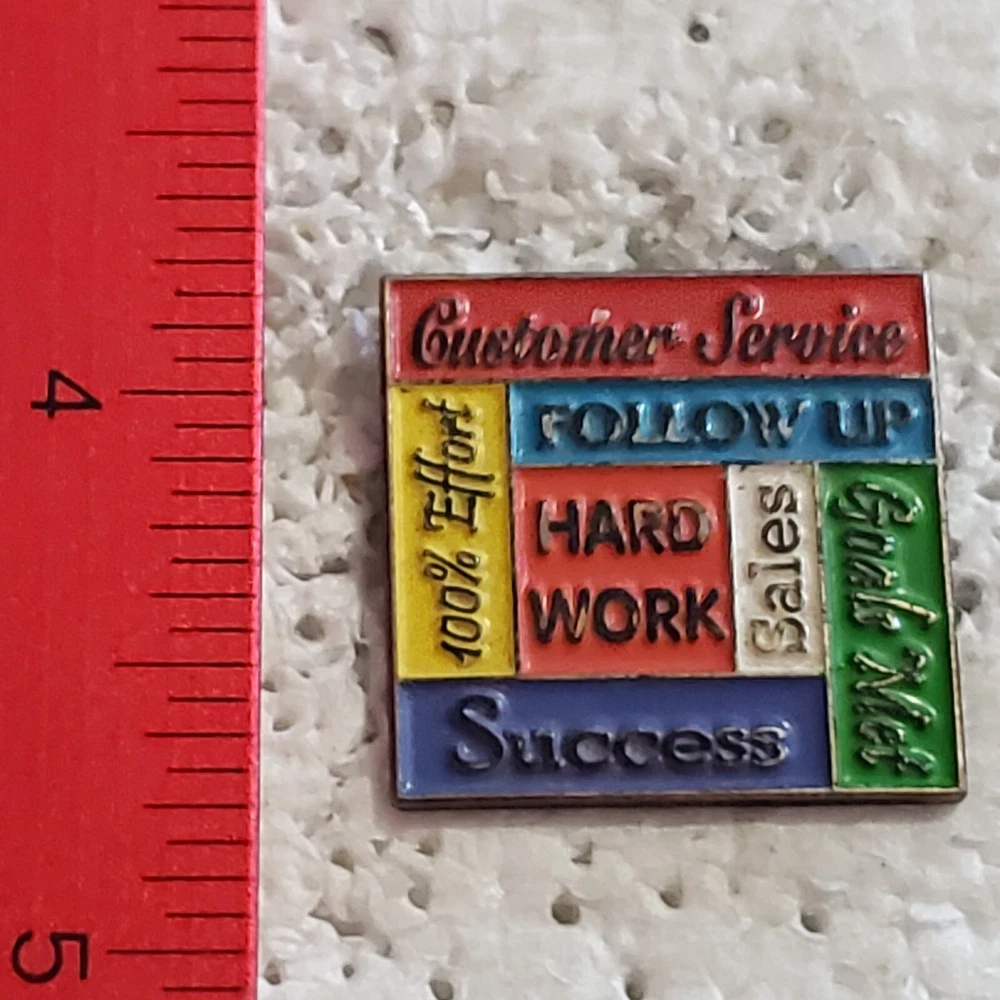 Customer Service
100% Effort
FOLLOW UP
HARD
WORK
Sales
Goals Met
Success
4
5